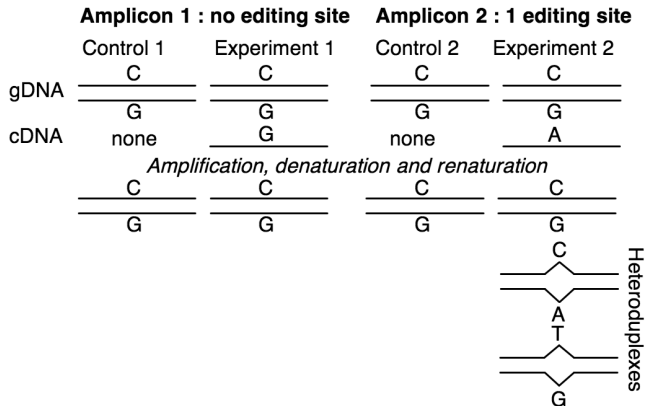 Amplicon 1 : no editing site Amplicon 2 : 1 editing site
Control 1 Experiment 1 Control 2 Experiment 2
C C C C
gDNA
G G G G
cDNA none G none A
Amplification, denaturation and renaturation
C C C C
G G G G
C
A
T
G
Heteroduplexes